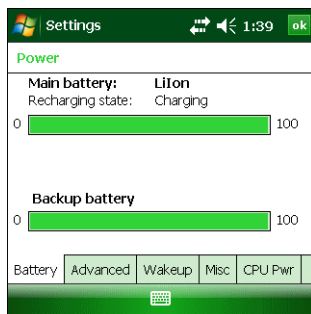 Settings 1:39 ok
Power
Main battery: LiIon
Recharging state: Charging
0 100
Backup battery
0 100
Battery Advanced Wakeup Misc CPU Pwr